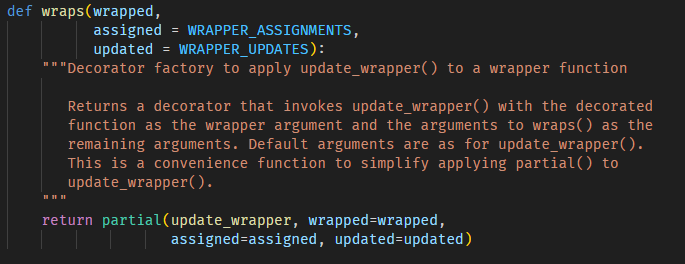 def wraps(wrapped,
          assigned = WRAPPER_ASSIGNMENTS,
          updated = WRAPPER_UPDATES):
    """Decorator factory to apply update_wrapper() to a wrapper function

       Returns a decorator that invokes update_wrapper() with the decorated
       function as the wrapper argument and the arguments to wraps() as the
       remaining arguments. Default arguments are as for update_wrapper().
       This is a convenience function to simplify applying partial() to
       update_wrapper().
    """
    return partial(update_wrapper, wrapped=wrapped,
                   assigned=assigned, updated=updated)